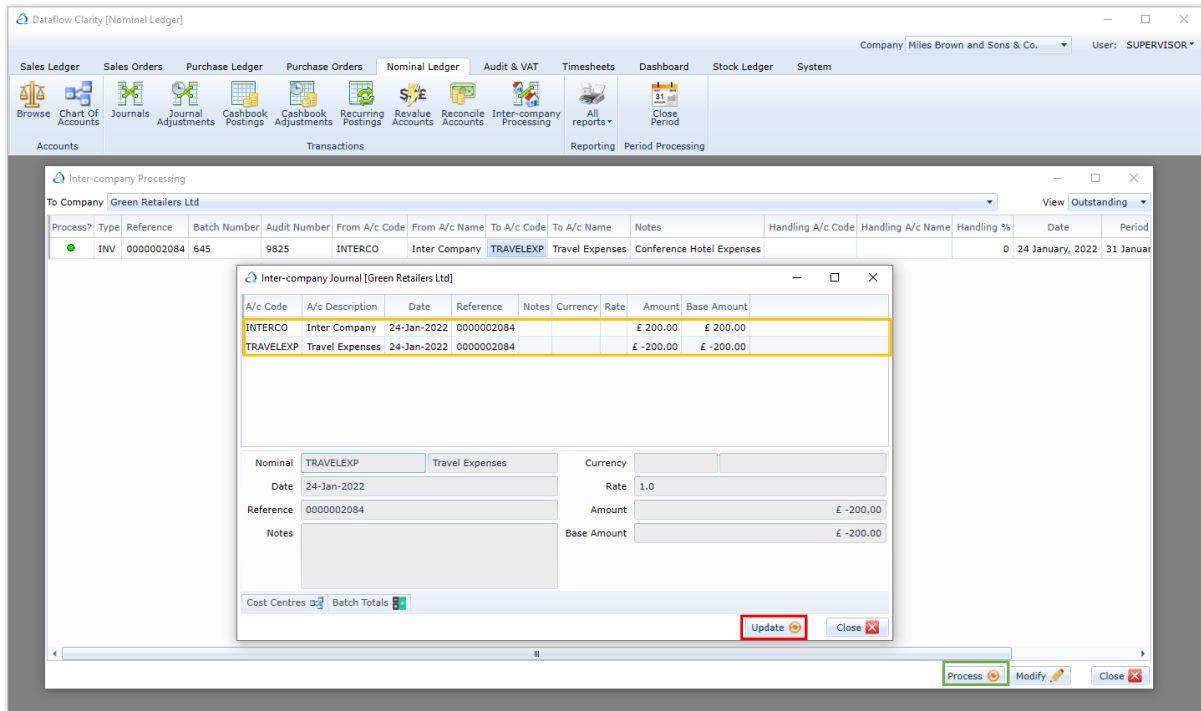 Dataflow Clarity [Nominal Ledger]
Company Miles Brown and Sons & Co. User: SUPERVISOR
Sales Ledger Sales Orders Purchase Ledger Purchase Orders Nominal Ledger Audit & VAT Timesheets Dashboard Stock Ledger System
Browse Chart Of Accounts Journals Journal Adjustments Cashbook Postings Cashbook Adjustments Recurring Postings Revalue Accounts Reconcile Accounts Inter-company Processing All reports Close Period
Accounts Transactions Reporting Period Processing
Inter-company Processing
To Company Green Retailers Ltd View Outstanding
Process? Type Reference Batch Number Audit Number From A/c Code From A/c Name To A/c Code To A/c Name Notes Handling A/c Code Handling A/c Name Handling % Date Period
INV 0000002084 645 9825 INTERCO Inter Company TRAVELEXP Travel Expenses Conference Hotel Expenses 0 24 January, 2022 31 Januar
Inter-company Journal [Green Retailers Ltd]
A/c Code A/c Description Date Reference Notes Currency Rate Amount Base Amount
INTERCO Inter Company 24-Jan-2022 0000002084 £ 200.00 £ 200.00
TRAVELEXP Travel Expenses 24-Jan-2022 0000002084 £ -200.00 £ -200.00
Nominal TRAVELEXP Travel Expenses Currency
Date 24-Jan-2022 Rate 1.0
Reference 0000002084 Amount £ -200.00
Notes Base Amount £ -200.00
Cost Centres Batch Totals
Update Close
Process Modify Close